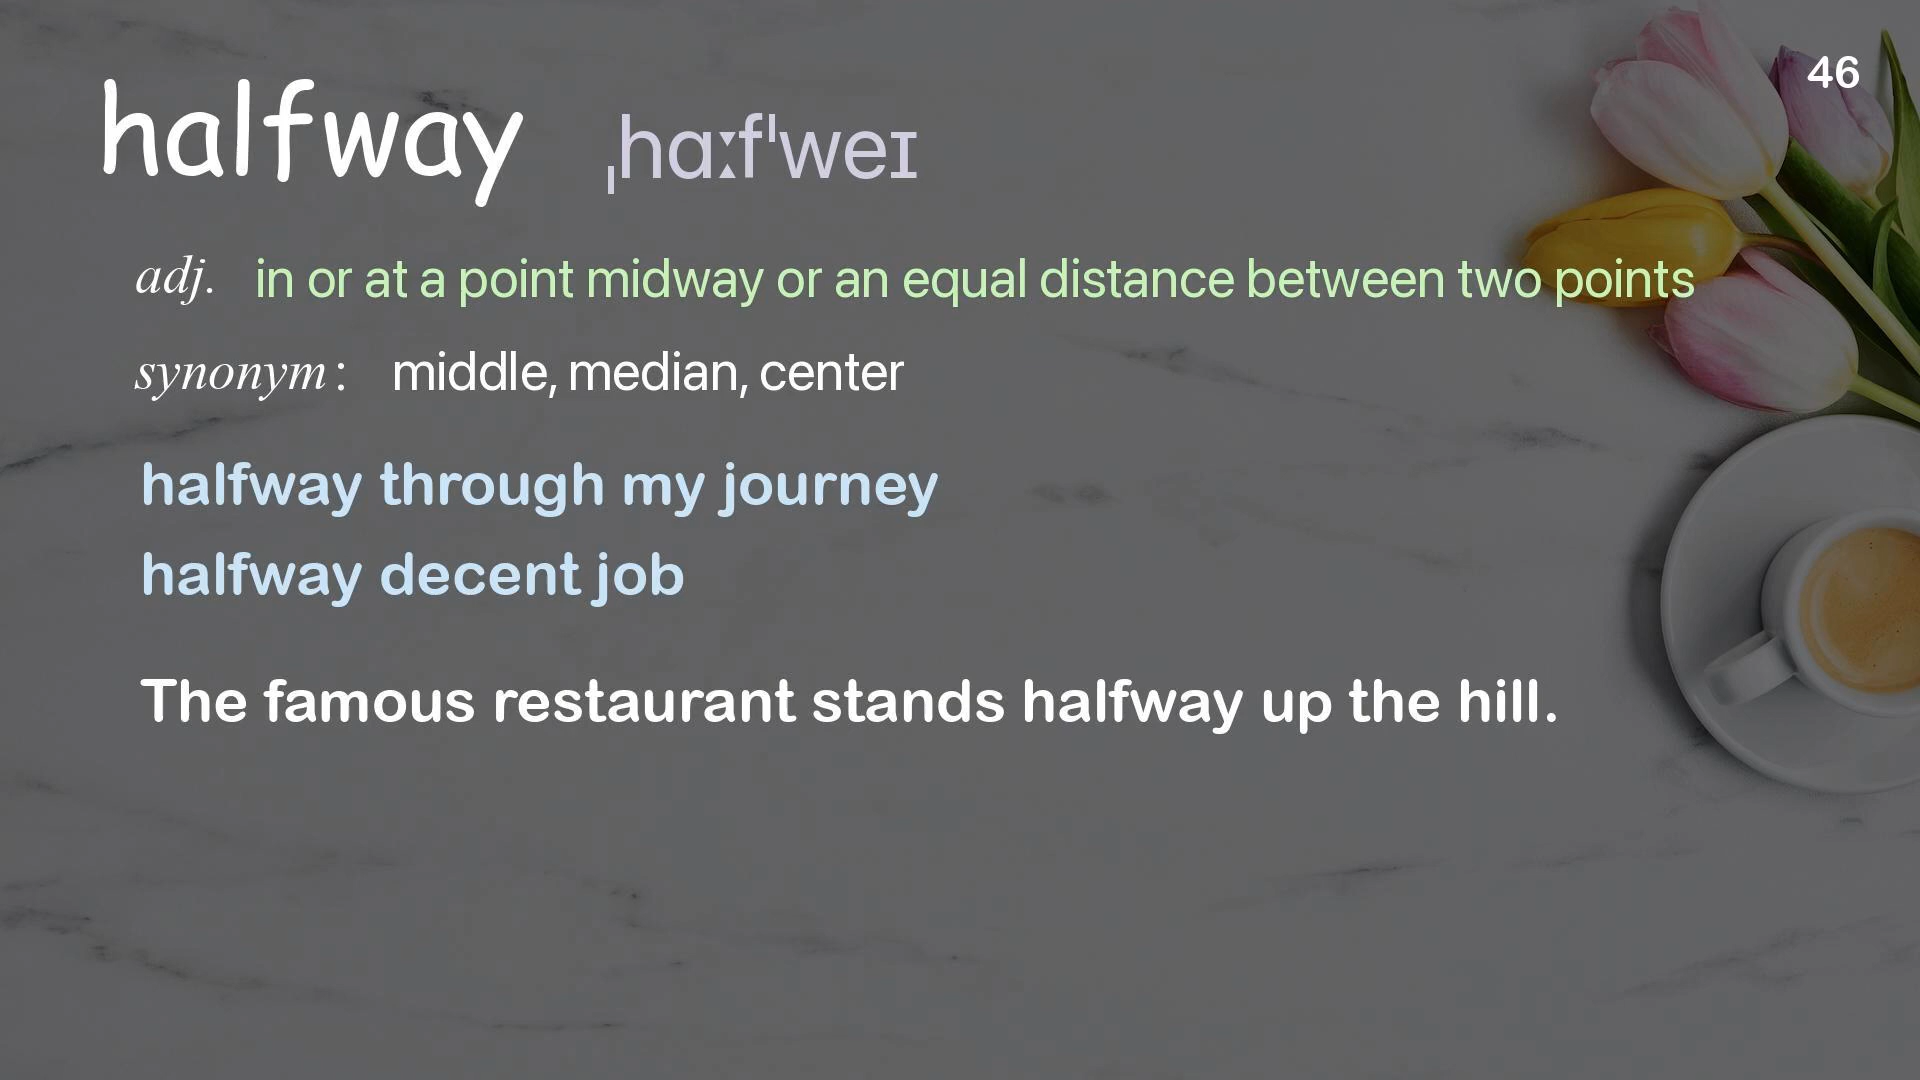 46
halfway ˌhɑːfˈweɪ
adj. in or at a point midway or an equal distance between two points
synonym: middle, median, center
halfway through my journey
halfway decent job
The famous restaurant stands halfway up the hill.